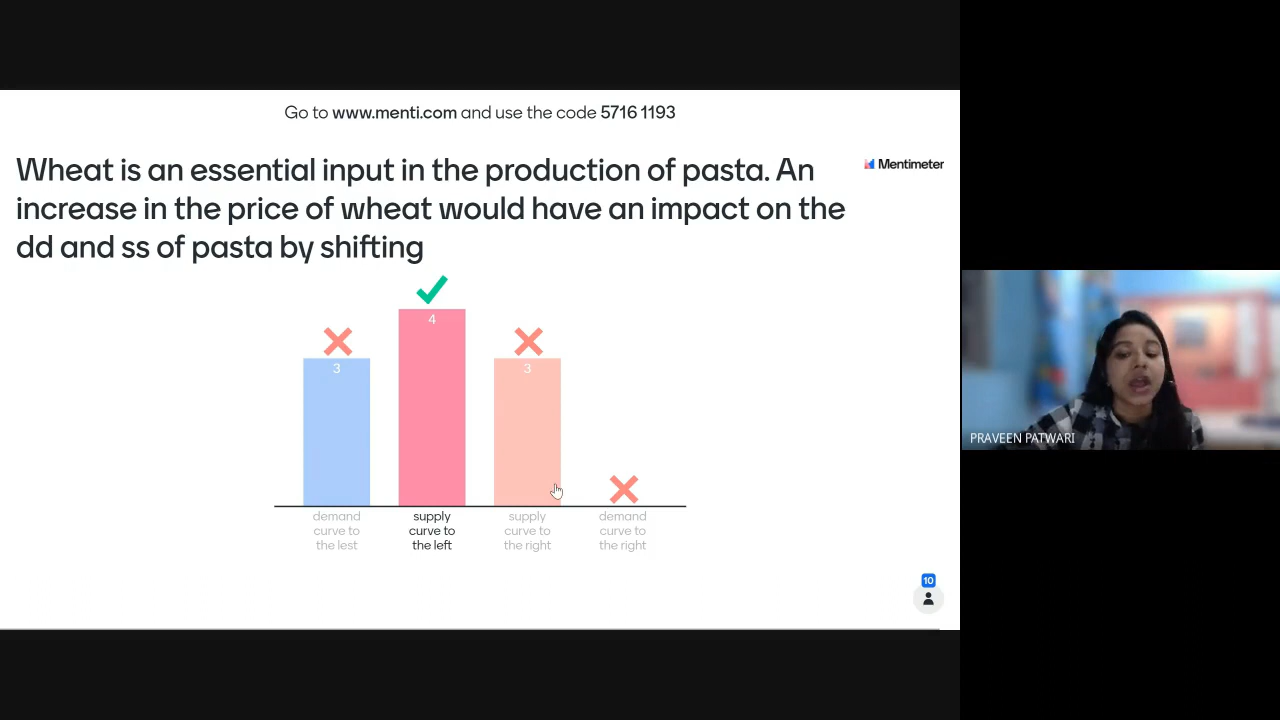 Go to www.menti.com and use the code 5716 1193
Mentimeter
Wheat is an essential input in the production of pasta. An
increase in the price of wheat would have an impact on the
dd and ss of pasta by shifting
4
3
3
demand
curve to
the lest
supply
curve to
the left
supply
curve to
the right
demand
curve to
the right
10
PRAVEEN PATWARI